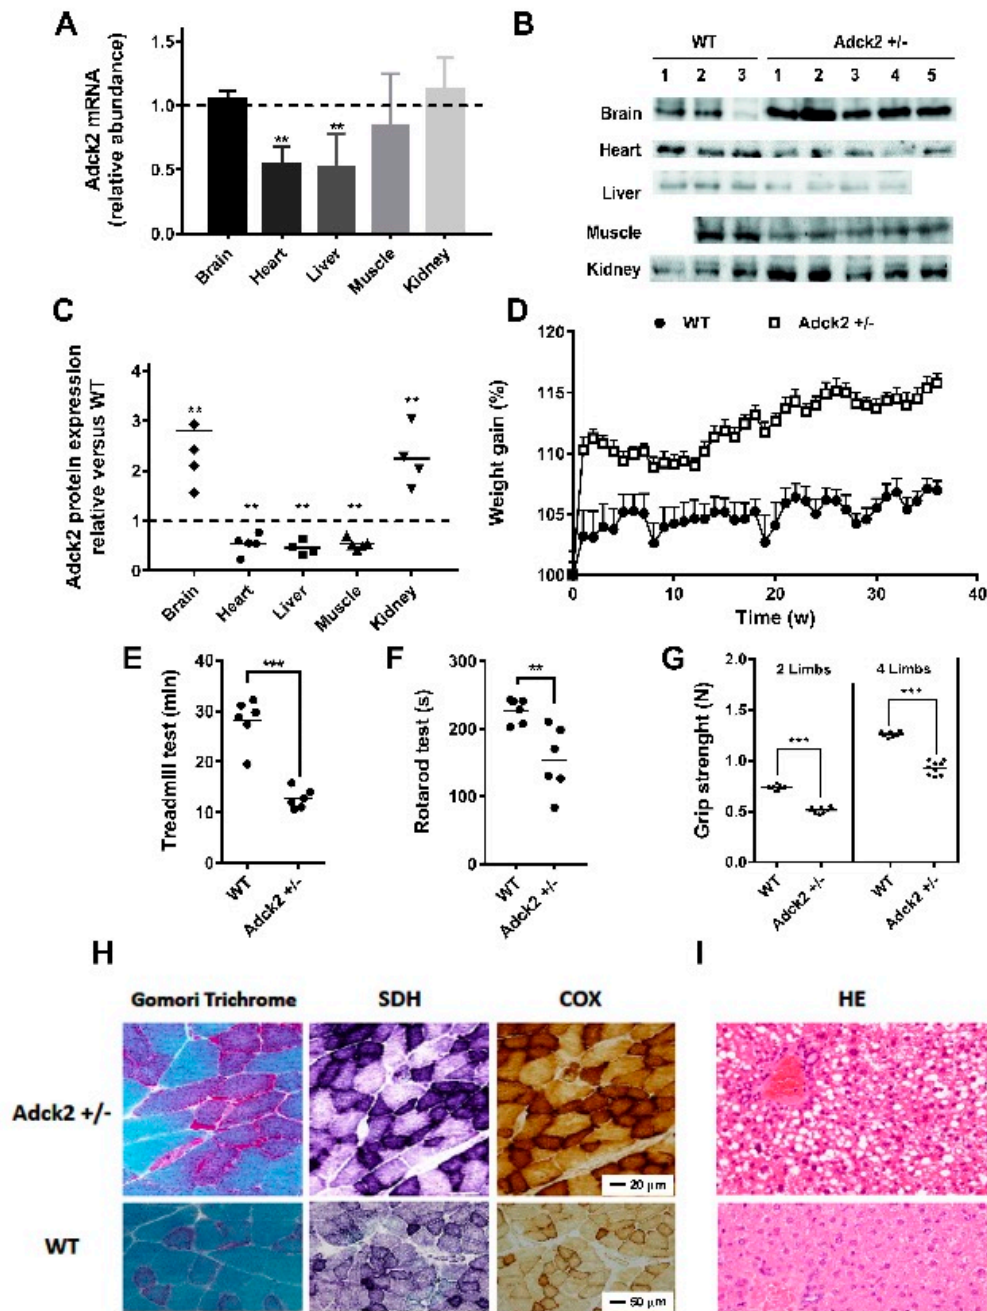 A
Adck2 mRNA
(relative abundance)
1.5
1.0
0.5
0.0
**
**
Brain
Heart
Liver
Muscle
Kidney
B
WT
Adck2 +/-
1 2 3 1 2 3 4 5
Brain
Heart
Liver
Muscle
Kidney
C
Adck2 protein expression
relative versus WT
4
3
2
1
0
**
**
**
**
**
Brain
Heart
Liver
Muscle
Kidney
D
WT
Adck2 +/-
Weight gain (%)
120
115
110
105
100
0 10 20 30 40
Time (w)
E
Treadmill test (min)
40
30
20
10
0
***
WT
Adck2 +/-
F
Rotarod test (s)
300
200
100
0
**
WT
Adck2 +/-
G
Grip strenght (N)
2.0
1.5
1.0
0.5
0.0
2 Limbs
4 Limbs
***
***
WT
Adck2 +/-
WT
Adck2 +/-
H
Gomori Trichrome
SDH
COX
Adck2 +/-
20 µm
WT
50 µm
I
HE